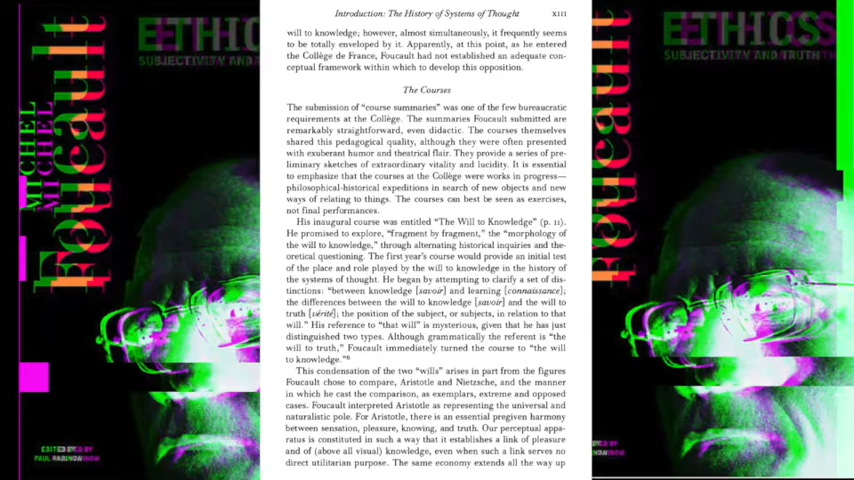 MICHEL
MICHEL
Foucault
ETHIC
SUBJECTIVITY AND
EDITED BY
PAUL RABINOW
Introduction: The History of Systems of Thought XIII
will to knowledge; however, almost simultaneously, it frequently seems
to be totally enveloped by it. Apparently, at this point, as he entered
the Collège de France, Foucault had not established an adequate con-
ceptual framework within which to develop this opposition.
The Courses
The submission of "course summaries" was one of the few bureaucratic
requirements at the Collège. The summaries Foucault submitted are
remarkably straightforward, even didactic. The courses themselves
shared this pedagogical quality, although they were often presented
with exuberant humor and theatrical flair. They provide a series of pre-
liminary sketches of extraordinary vitality and lucidity. It is essential
to emphasize that the courses at the Collège were works in progress—
philosophical-historical expeditions in search of new objects and new
ways of relating to things. The courses can best be seen as exercises,
not final performances.
His inaugural course was entitled "The Will to Knowledge" (p. 11).
He promised to explore, "fragment by fragment," the "morphology of
the will to knowledge," through alternating historical inquiries and the-
oretical questioning. The first year's course would provide an initial test
of the place and role played by the will to knowledge in the history of
the systems of thought. He began by attempting to clarify a set of dis-
tinctions: "between knowledge [savoir] and learning [connaissance];
the differences between the will to knowledge [savoir] and the will to
truth [vérité]; the position of the subject, or subjects, in relation to that
will." His reference to "that will" is mysterious, given that he has just
distinguished two types. Although grammatically the referent is "the
will to truth," Foucault immediately turned the course to "the will
to knowledge."6
This condensation of the two "wills" arises in part from the figures
Foucault chose to compare, Aristotle and Nietzsche, and the manner
in which he cast the comparison, as exemplars, extreme and opposed
cases. Foucault interpreted Aristotle as representing the universal and
naturalistic pole. For Aristotle, there is an essential pregiven harmony
between sensation, pleasure, knowing, and truth. Our perceptual appa-
ratus is constituted in such a way that it establishes a link of pleasure
and of (above all visual) knowledge, even when such a link serves no
direct utilitarian purpose. The same economy extends all the way up
Foucault
ETHICS
SUBJECTIVITY AND TRUTH